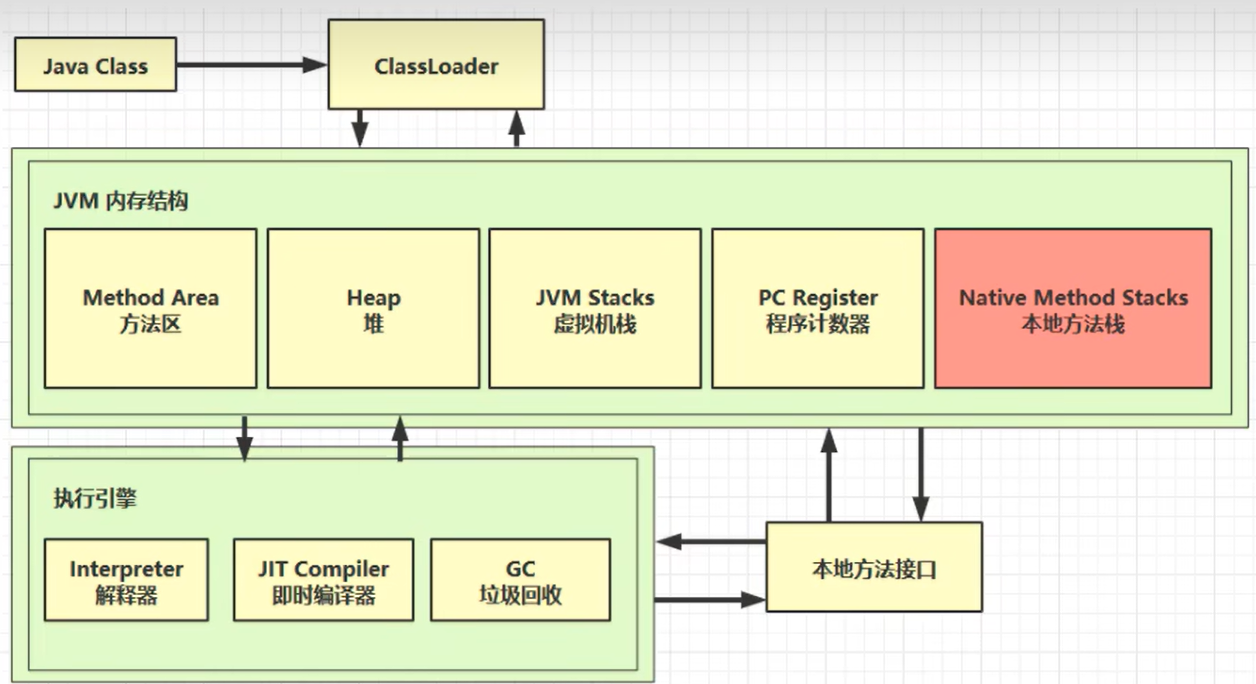 Java Class
ClassLoader
JVM 内存结构
Method Area
方法区
Heap
堆
JVM Stacks
虚拟机栈
PC Register
程序计数器
Native Method Stacks
本地方法栈
执行引擎
Interpreter
解释器
JIT Compiler
即时编译器
GC
垃圾回收
本地方法接口